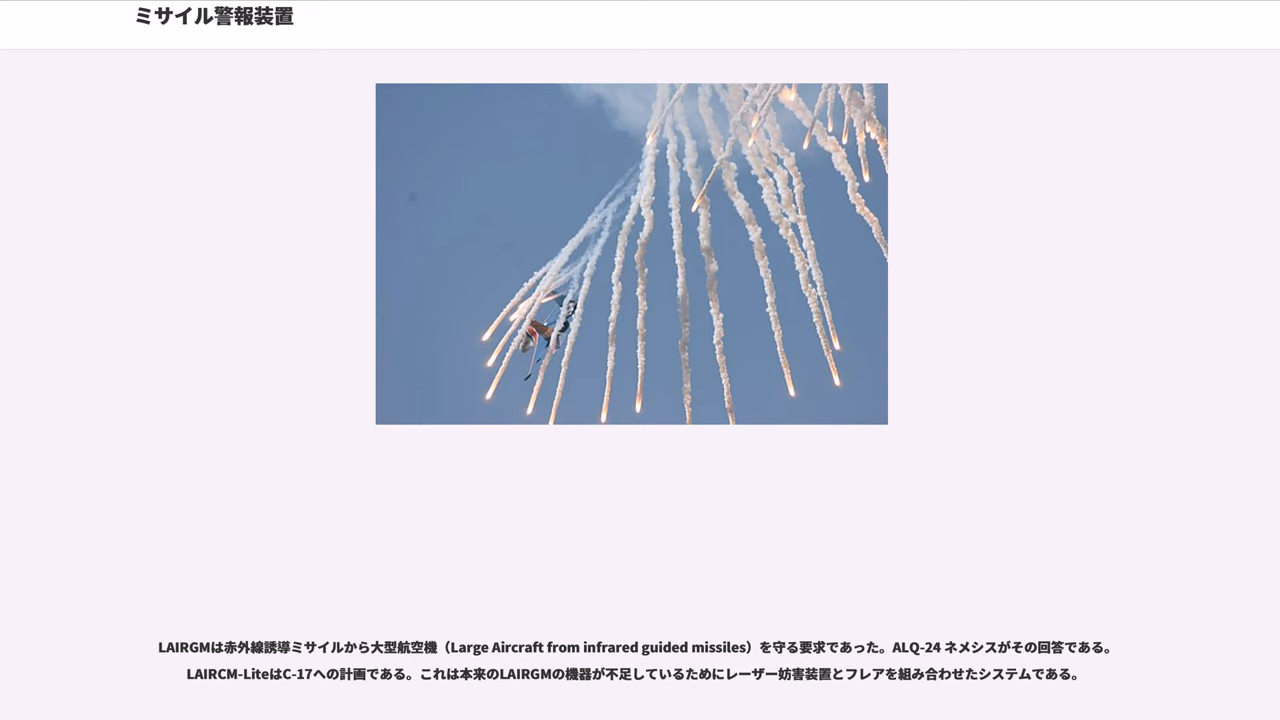 ミサイル警報装置
LAIRGMは赤外線誘導ミサイルから大型航空機（Large Aircraft from infrared guided missiles）を守る要求であった。ALQ-24 ネメシスがその回答である。
LAIRCM-LiteはC-17への計画である。これは本来のLAIRGMの機器が不足しているためにレーザー妨害装置とフレアを組み合わせたシステムである。